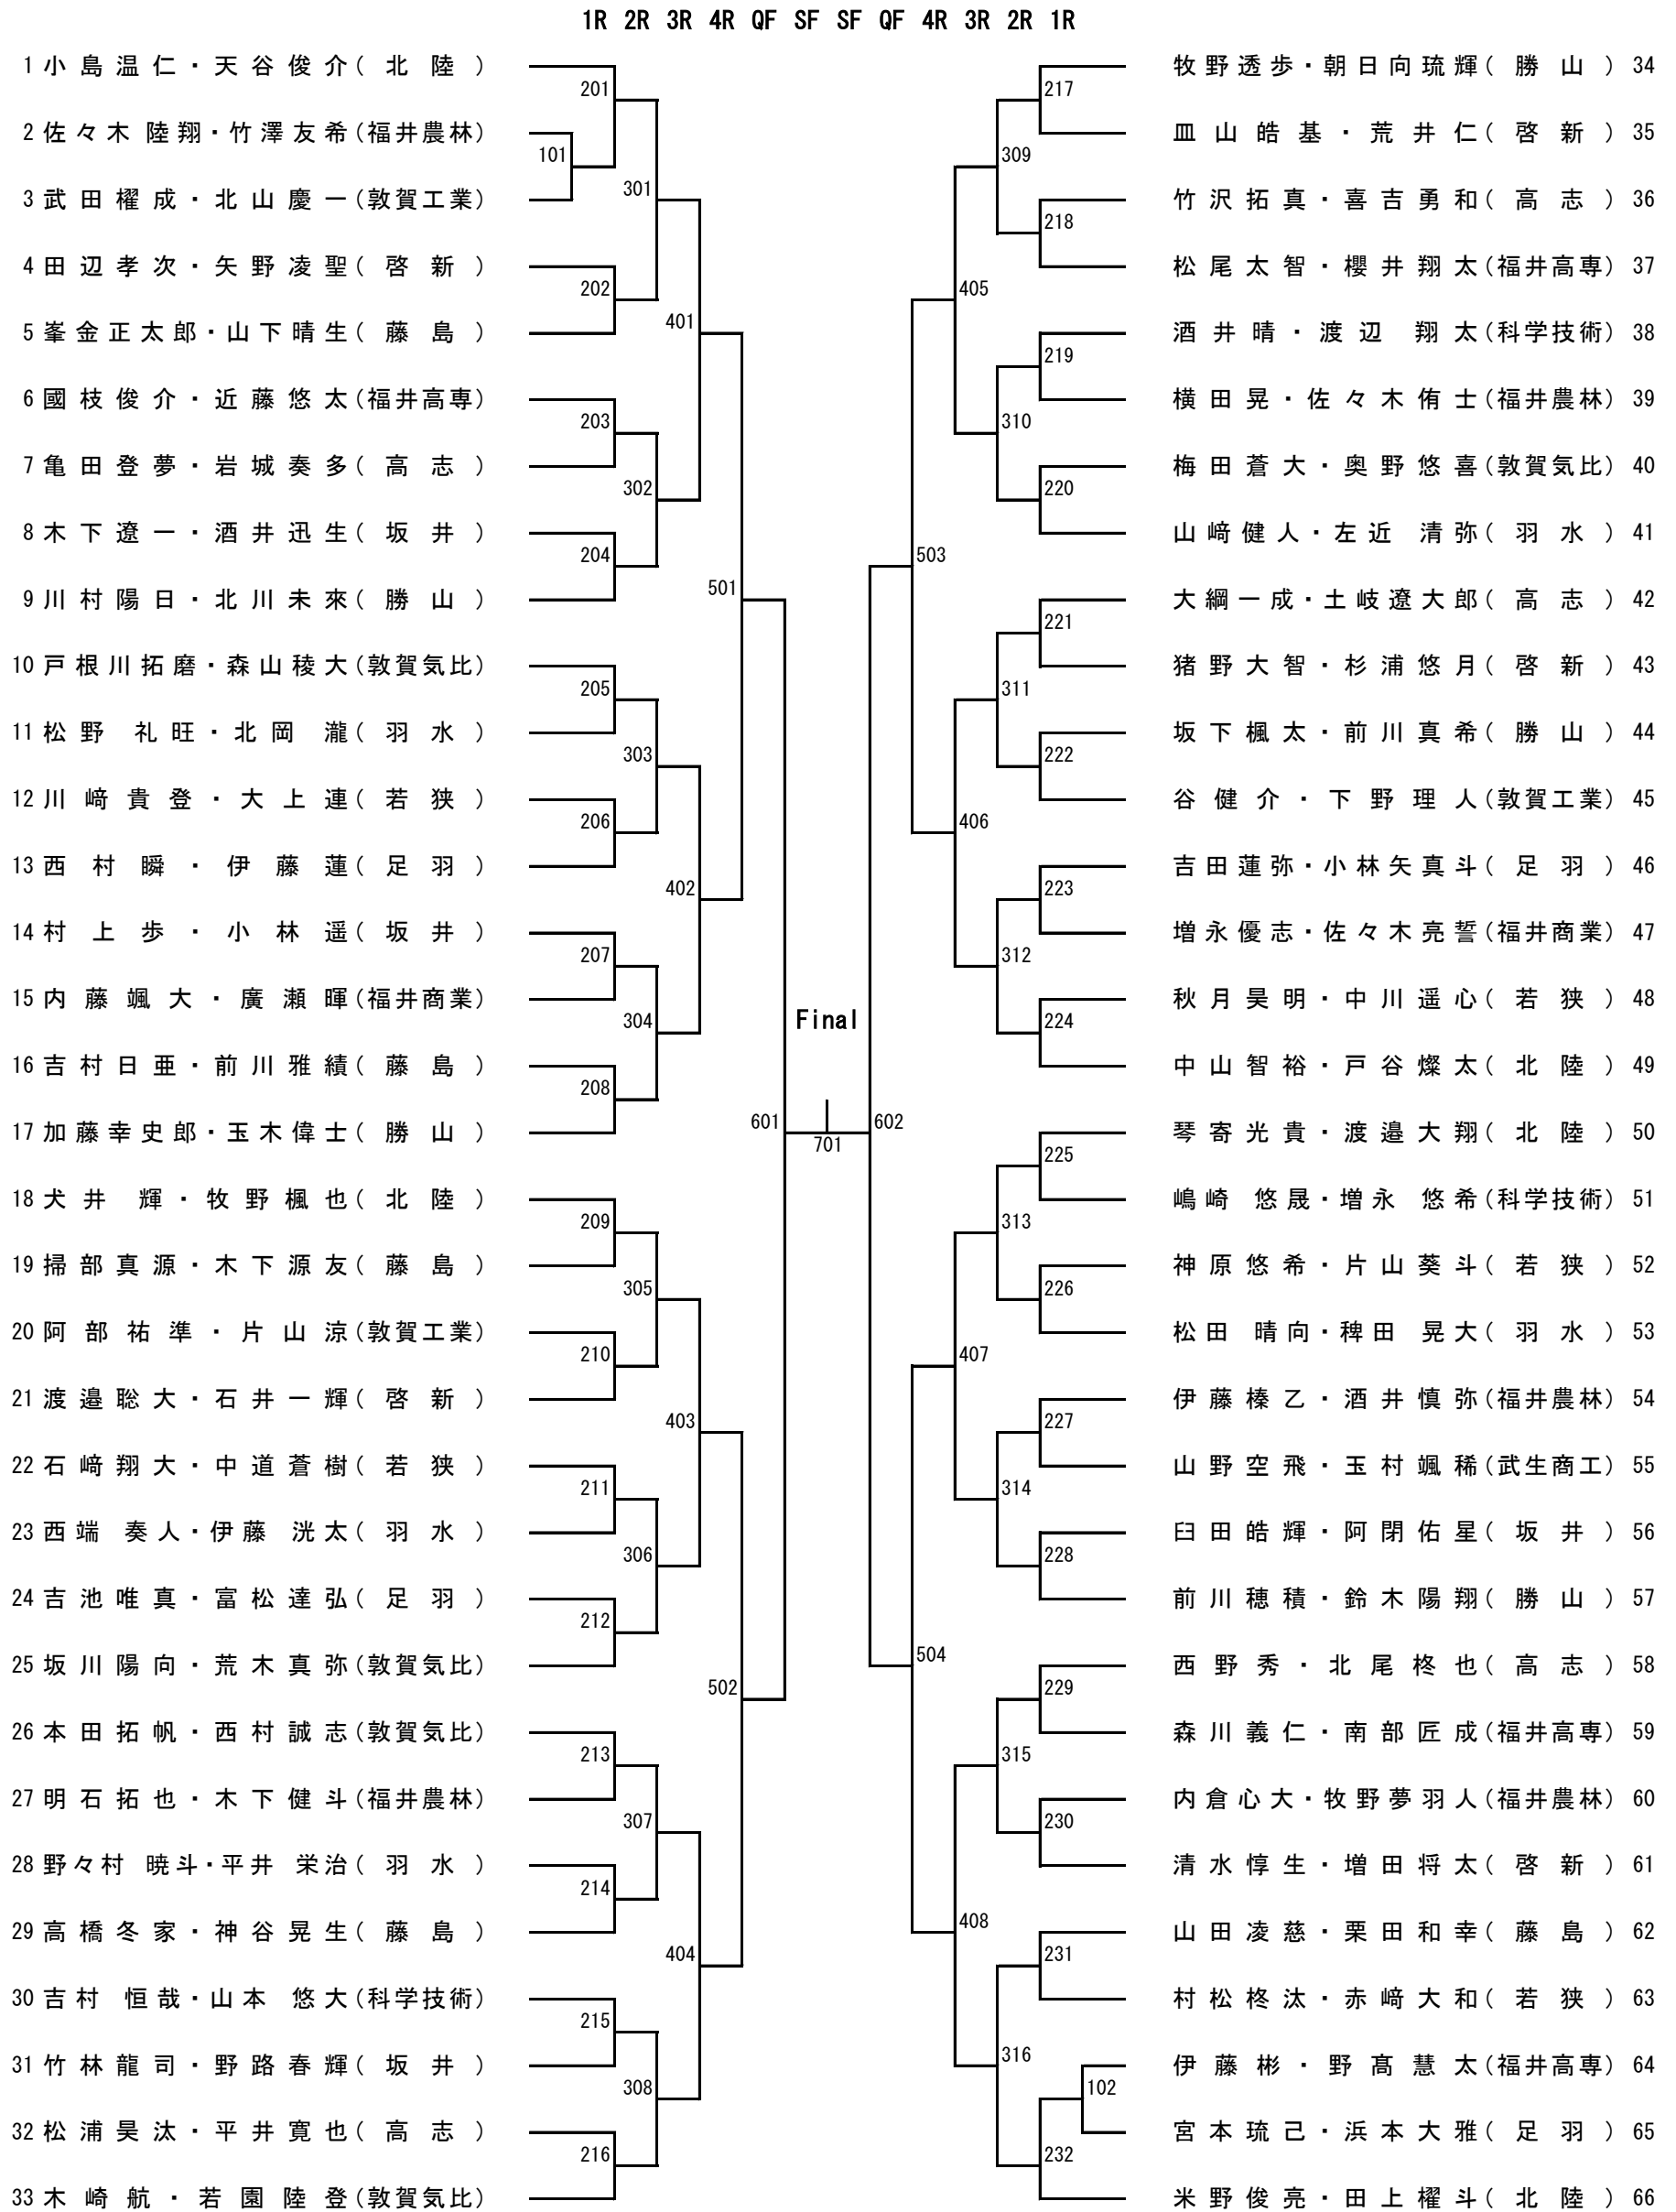 1R 2R 3R 4R QF SF SF QF 4R 3R 2R 1R
1 小島温仁・天谷俊介(北陸)
2 佐々木陸翔・竹澤友希(福井農林)
3 武田櫂成・北山慶一(敦賀工業)
4 田辺孝次・矢野凌聖(啓新)
5 峯金正太郎・山下晴生(藤島)
6 國枝俊介・近藤悠太(福井高専)
7 亀田登夢・岩城奏多(高志)
8 木下遼一・酒井迅生(坂井)
9 川村陽日・北川未來(勝山)
10 戸根川拓磨・森山稜大(敦賀気比)
11 松野 礼旺・北岡 瀧(羽水)
12 川﨑貴登・大上連(若狭)
13 西村瞬・伊藤蓮(足羽)
14 村上歩・小林遥(坂井)
15 内藤颯大・廣瀬暉(福井商業)
16 吉村日亜・前川雅績(藤島)
17 加藤幸史郎・玉木偉士(勝山)
18 犬井 輝・牧野楓也(北陸)
19 掃部真源・木下源友(藤島)
20 阿部祐準・片山涼(敦賀工業)
21 渡邉聡大・石井一輝(啓新)
22 石﨑翔大・中道蒼樹(若狭)
23 西端 奏人・伊藤 洸太(羽水)
24 吉池唯真・富松達弘(足羽)
25 坂川陽向・荒木真弥(敦賀気比)
26 本田拓帆・西村誠志(敦賀気比)
27 明石拓也・木下健斗(福井農林)
28 野々村 暁斗・平井 栄治(羽水)
29 高橋冬家・神谷晃生(藤島)
30 吉村 恒哉・山本 悠大(科学技術)
31 竹林龍司・野路春輝(坂井)
32 松浦昊汰・平井寛也(高志)
33 木崎航・若園陸登(敦賀気比)
101
201
202
203
204
205
206
207
208
209
210
211
212
213
214
215
216
301
302
303
304
305
306
307
308
401
402
403
404
501
502
601
Final
701
602
503
504
405
406
407
408
309
310
311
312
313
314
315
316
217
218
219
220
221
222
223
224
225
226
227
228
229
230
231
232
102
牧野透歩・朝日向琉輝(勝山) 34
皿山皓基・荒井仁(啓新) 35
竹沢拓真・喜吉勇和(高志) 36
松尾太智・櫻井翔太(福井高専) 37
酒井晴・渡辺 翔太(科学技術) 38
横田晃・佐々木侑士(福井農林) 39
梅田蒼大・奥野悠喜(敦賀気比) 40
山﨑健人・左近 清弥(羽水) 41
大綱一成・土岐遼大郎(高志) 42
猪野大智・杉浦悠月(啓新) 43
坂下楓太・前川真希(勝山) 44
谷健介・下野理人(敦賀工業) 45
吉田蓮弥・小林矢真斗(足羽) 46
増永優志・佐々木亮誓(福井商業) 47
秋月昊明・中川遥心(若狭) 48
中山智裕・戸谷燦太(北陸) 49
琴寄光貴・渡邉大翔(北陸) 50
嶋崎 悠晟・増永 悠希(科学技術) 51
神原悠希・片山葵斗(若狭) 52
松田 晴向・稗田 晃大(羽水) 53
伊藤榛乙・酒井慎弥(福井農林) 54
山野空飛・玉村颯稀(武生商工) 55
臼田皓輝・阿閉佑星(坂井) 56
前川穂積・鈴木陽翔(勝山) 57
西野秀・北尾柊也(高志) 58
森川義仁・南部匠成(福井高専) 59
内倉心大・牧野夢羽人(福井農林) 60
清水惇生・増田将太(啓新) 61
山田凌慈・栗田和幸(藤島) 62
村松柊汰・赤﨑大和(若狭) 63
伊藤彬・野髙慧太(福井高専) 64
宮本琉己・浜本大雅(足羽) 65
米野俊亮・田上櫂斗(北陸) 66